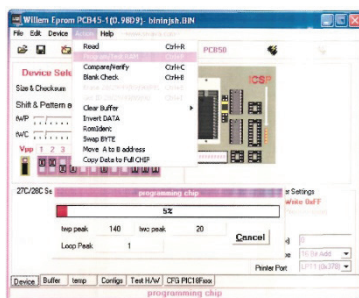 Willem Eprom PCB45-1(0.98D9)- bininjsh.BIN
File Edit Device Action Help
Read Ctrl+R
Compare/Verify Ctrl+C
Blank Check Ctrl+E
Clear Buffer
Invert DATA
RomIdent
Swap BYTE
Move A to B address
Copy Data to Full CHIP
PCB50
ICSP
Device Sele
Size & Checksum
Shift & Pattern a
tWP
tWC
Vpp 1 2 3
27C/28C Se
Settings
programming chip
5%
twp peak 140 twc peak 20
Loop Peak 1
Cancel
Printer Port LPT1 (0x378)
Device Buffer temp Configs Test H/W CFG PIC16Fxxx
programming chip